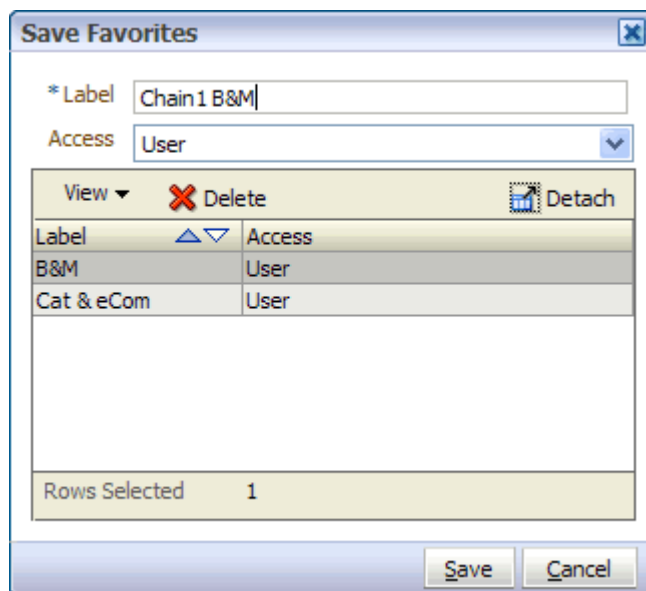 Save Favorites
* Label Chain1 B&M
Access User
View Delete Detach
Label Access
B&M User
Cat & eCom User
Rows Selected 1
Save Cancel